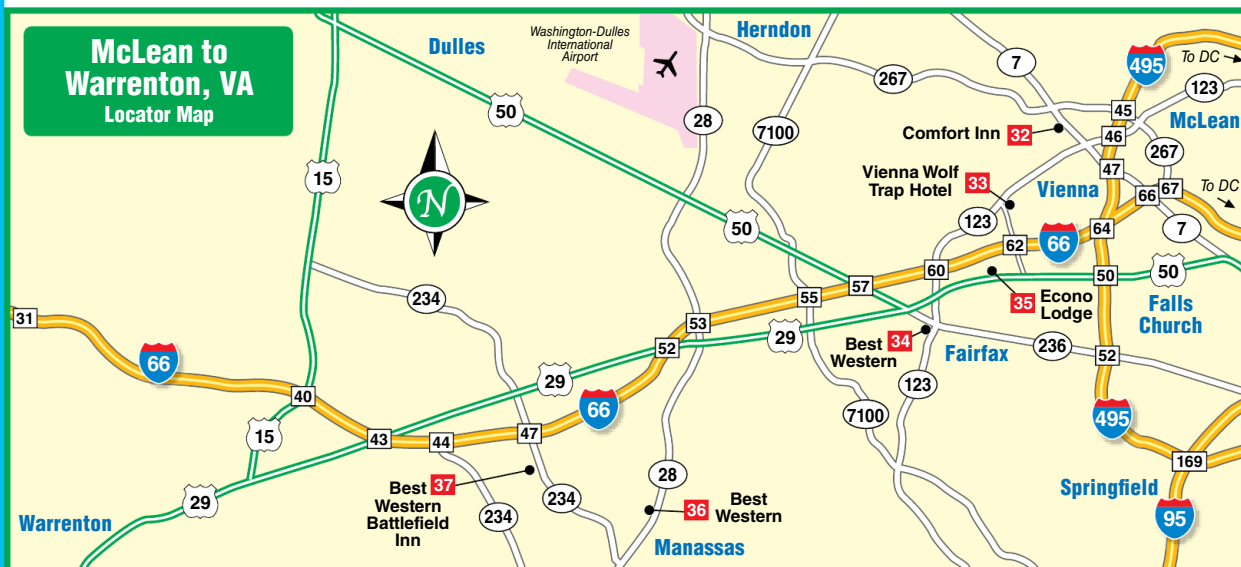 McLean to
Warrenton, VA
Locator Map
Dulles
Washington-Dulles
International
Airport
Herndon
495
To DC
7
267
123
45
McLean
50
28
7100
Comfort Inn 32
46
267
47
15
Vienna Wolf
Trap Hotel
33
Vienna
66
67
To DC
N
50
123
62
66
64
7
234
57
60
50
50
55
35 Econo
Lodge
Falls
Church
31
53
29
Best
Western
34
Fairfax
236
52
52
66
29
123
40
66
7100
495
15
43
44
47
169
28
Springfield
Best
Western
Battlefield
Inn
37
234
29
234
36
Best
Western
95
Warrenton
Manassas